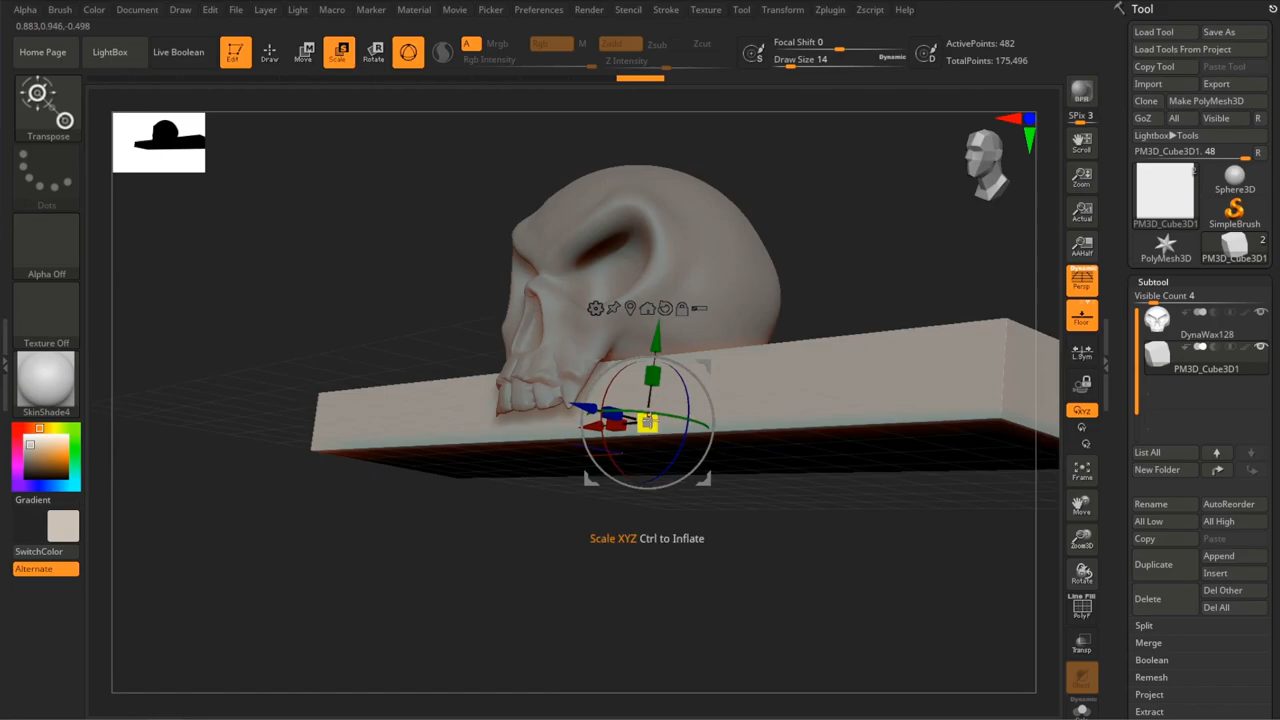 Alpha Brush Color Document Draw Dynamics Edit File Layer Light Macro Marker Material Movie Picker Preferences Render Stencil Stroke Texture Tool Transform Zplugin Zscript Help
Tool
0.883,0.946,-0.498
Home Page LightBox Live Boolean
Edit Draw Move Scale Rotate
A Mrgb Rgb M Zadd Zsub Zcut
Rgb Intensity Z Intensity
Focal Shift 0
Draw Size 14 Dynamic
S D
ActivePoints: 482
TotalPoints: 175,496
Transpose
Dots
Alpha Off
Texture Off
SkinShade4
Gradient
SwitchColor
Alternate
Scale XYZ Ctrl to Inflate
BPR
SPix 3
Scroll
Zoom
Actual
AAHalf
Dynamic
Persp
Floor
L.Sym
XYZ
Frame
Move
Zoom3D
Rotate
Line Fill
PolyF
Transp
Dynamic
Load Tool Save As
Load Tools From Project
Copy Tool Paste Tool
Import Export
Clone Make PolyMesh3D
GoZ All Visible R
Lightbox▶Tools
PM3D_Cube3D1. 48 R
2
PM3D_Cube3D1
Sphere3D
SimpleBrush
PolyMesh3D
2
PM3D_Cube3D1
Subtool
Visible Count 4
DynaWax128
PM3D_Cube3D1
List All
New Folder
Rename AutoReorder
All Low All High
Copy Paste
Duplicate Append
Insert
Delete Del Other
Del All
Split
Merge
Boolean
Remesh
Project
Extract